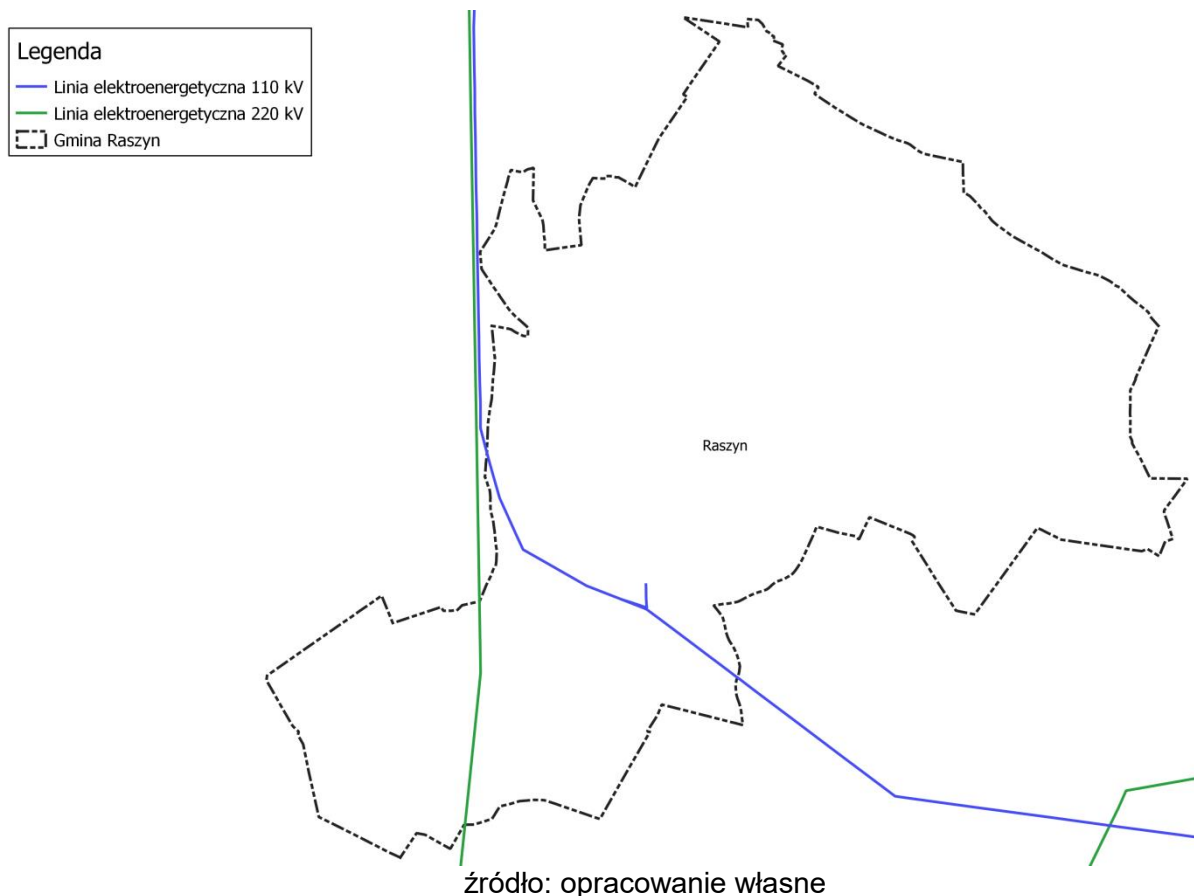 Legenda
Linia elektroenergetyczna 110 kV
Linia elektroenergetyczna 220 kV
Gmina Raszyn
Raszyn
źródło: opracowanie własne